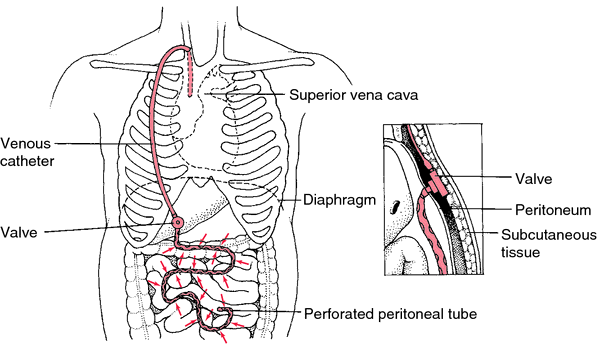 Superior vena cava
Venous
catheter
Diaphragm
Valve
Perforated peritoneal tube
Valve
Peritoneum
Subcutaneous
tissue